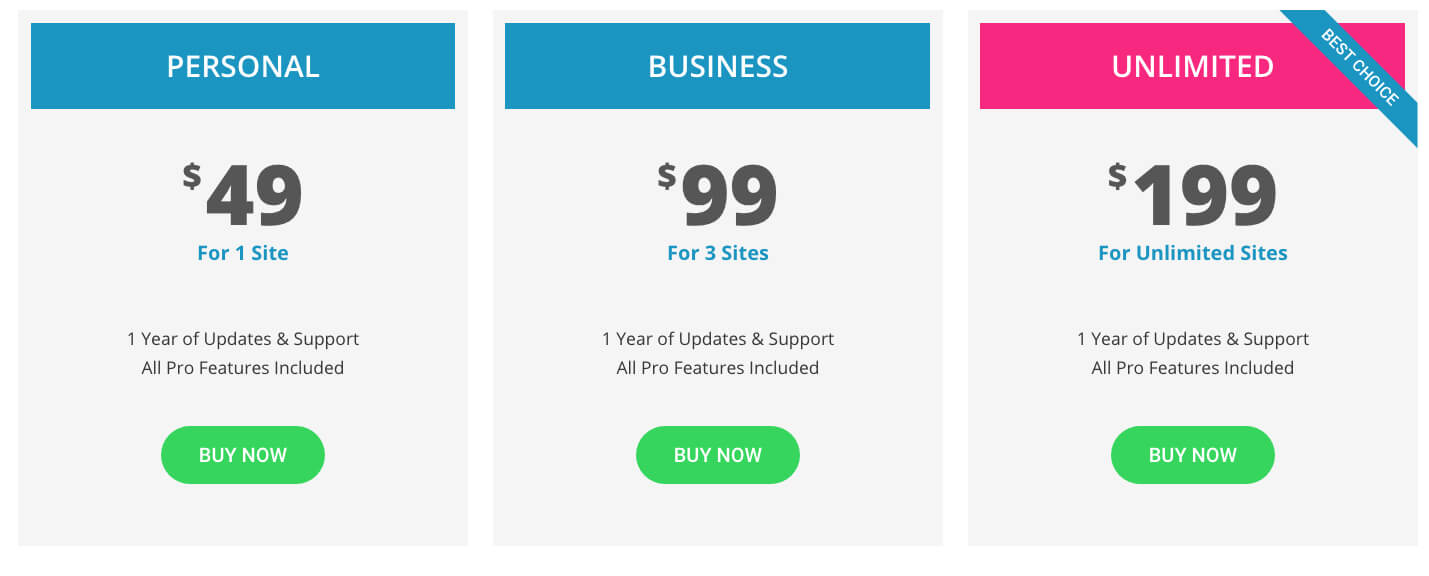 PERSONAL
$49
For 1 Site
1 Year of Updates & Support
All Pro Features Included
BUY NOW
BUSINESS
$99
For 3 Sites
1 Year of Updates & Support
All Pro Features Included
BUY NOW
UNLIMITED
BEST CHOICE
$199
For Unlimited Sites
1 Year of Updates & Support
All Pro Features Included
BUY NOW